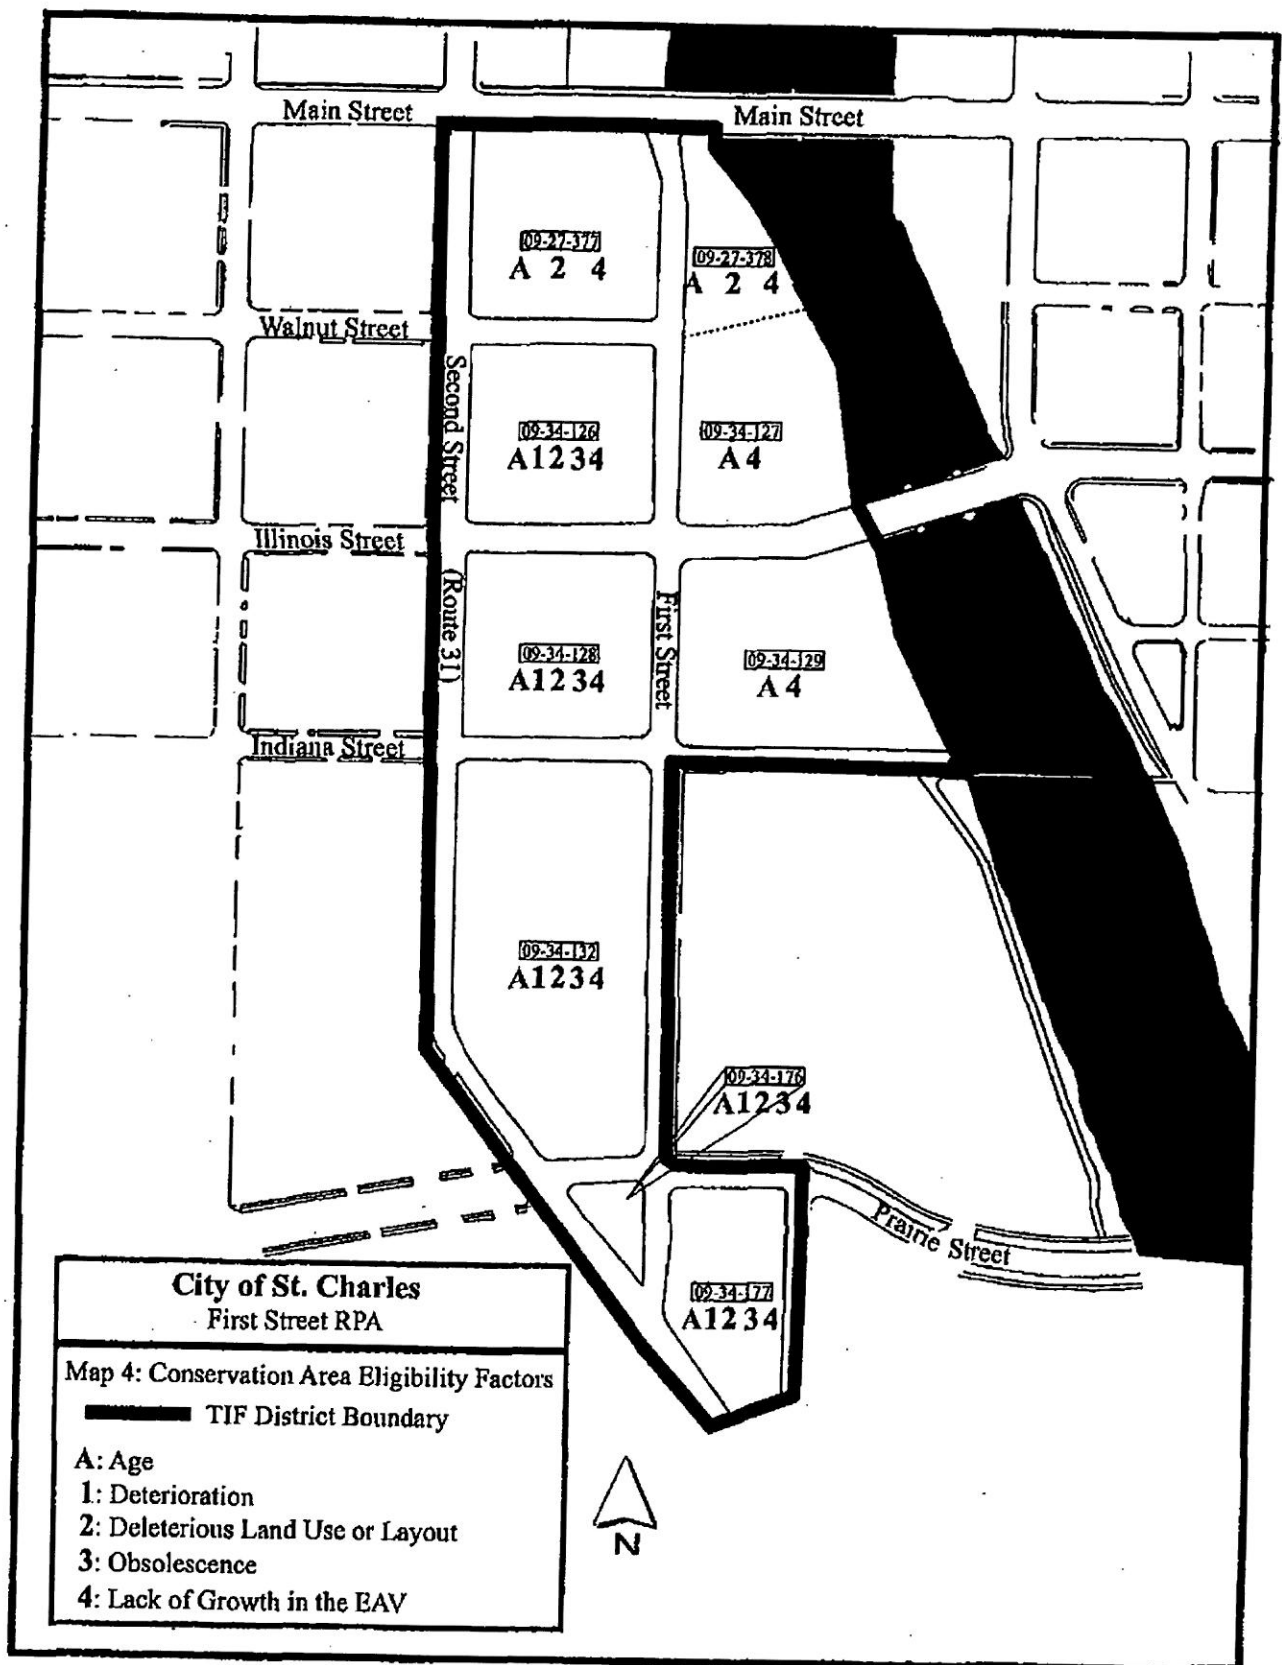 Main Street
Main Street
09-27-377
A 2 4
09-27-378
A 2 4
Walnut Street
Second Street
09-34-126
A1234
09-34-127
A4
Illinois Street
(Route 31)
First Street
09-34-128
A1234
09-34-129
A4
Indiana Street
09-34-132
A1234
09-34-176
A1234
Prairie Street
09-34-177
A1234
City of St. Charles
First Street RPA
Map 4: Conservation Area Eligibility Factors
TIF District Boundary
A: Age
1: Deterioration
2: Deleterious Land Use or Layout
3: Obsolescence
4: Lack of Growth in the EAV
N